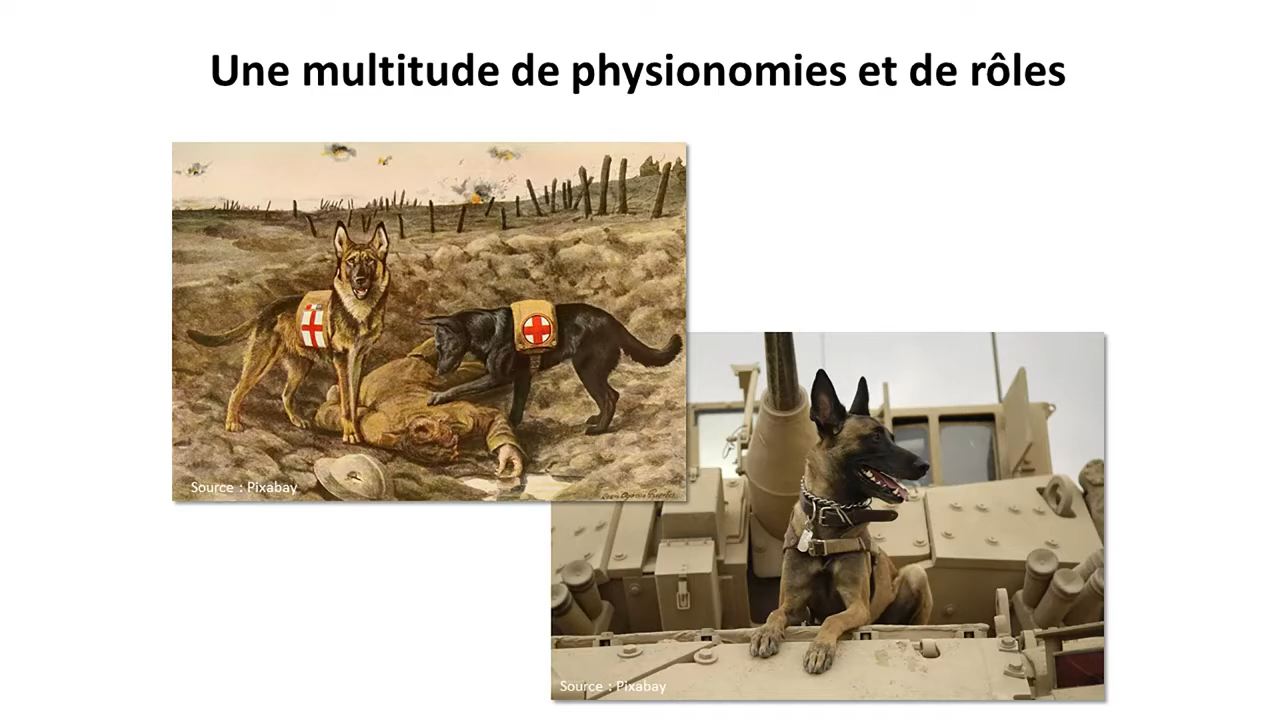 Une multitude de physionomies et de rôles
Source : Pixabay
Source : Pixabay